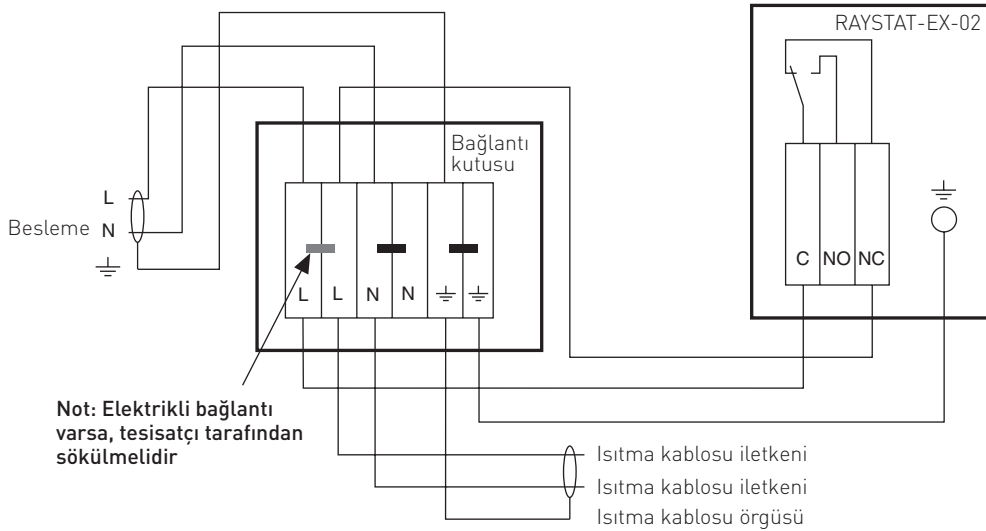 RAYSTAT-EX-02
Bağlantı
kutusu
L
Besleme N
C NO NC
L L N N
Not: Elektrikli bağlantı
varsa, tesisatçı tarafından
sökülmelidir
Isıtma kablosu iletkeni
Isıtma kablosu iletkeni
Isıtma kablosu örgüsü